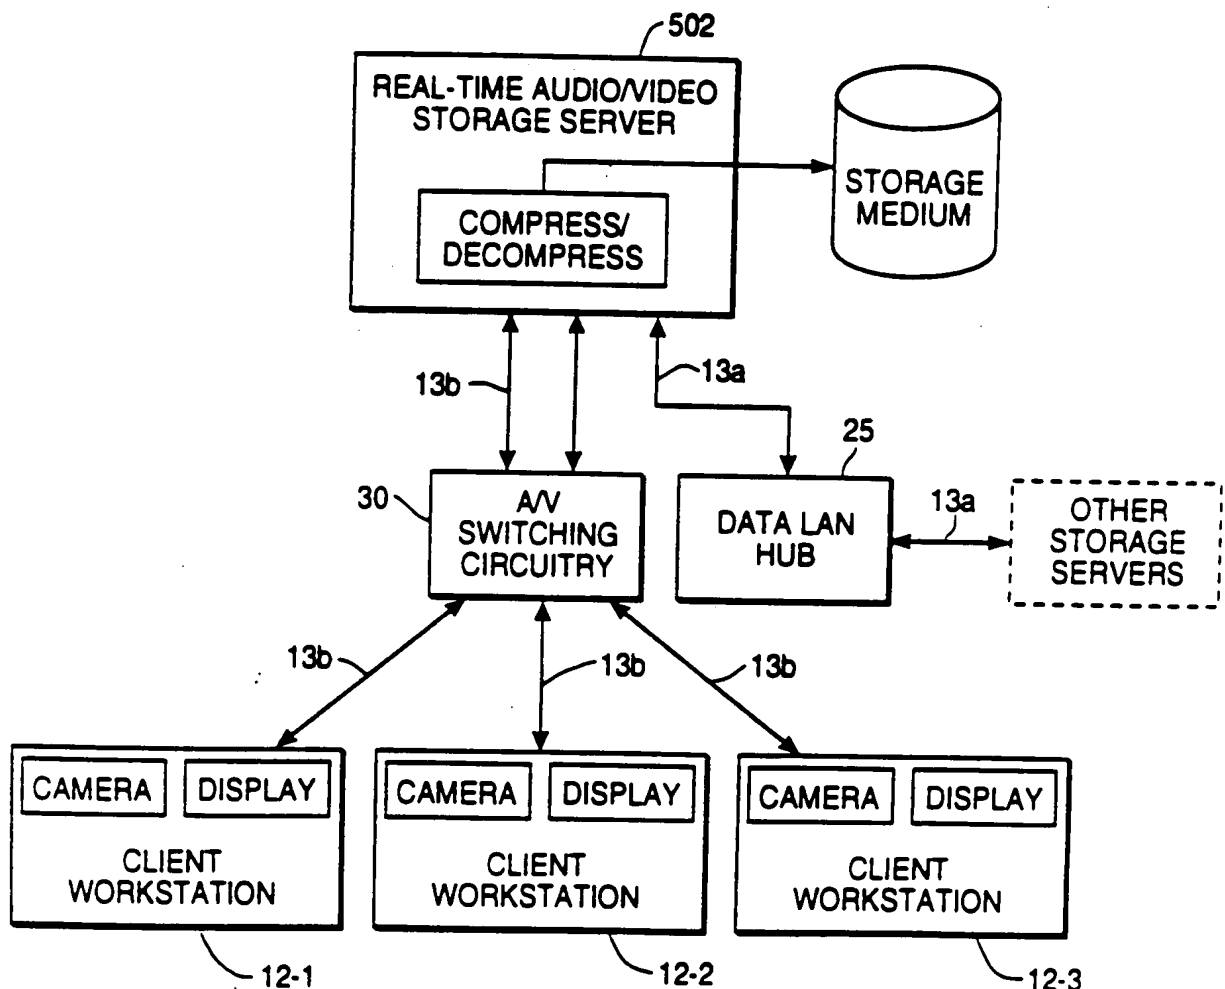 502
REAL-TIME AUDIO/VIDEO
STORAGE SERVER
COMPRESS/
DECOMPRESS
STORAGE
MEDIUM
13b
13a
30
A/V
SWITCHING
CIRCUITRY
25
DATA LAN
HUB
13a
OTHER
STORAGE
SERVERS
13b
13b
13b
CAMERA
DISPLAY
CLIENT
WORKSTATION
CAMERA
DISPLAY
CLIENT
WORKSTATION
CAMERA
DISPLAY
CLIENT
WORKSTATION
12-1
12-2
12-3